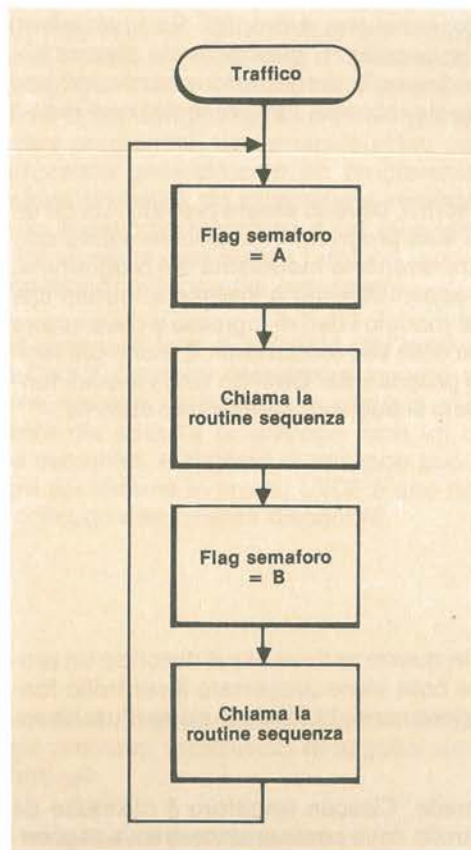 Traffico
Flag semaforo
= A
Chiama la
routine sequenza
Flag semaforo
= B
Chiama la
routine sequenza